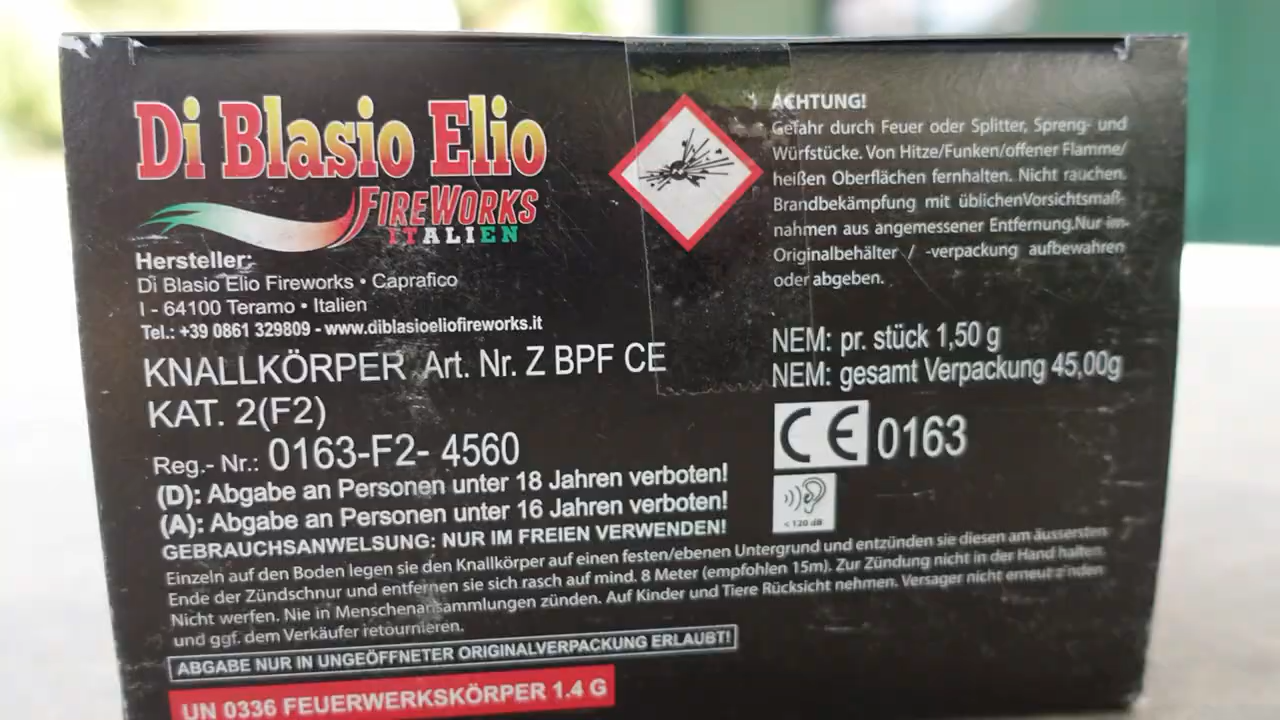 Di Blasio Elio
FIREWORKS
ITALIEN
Hersteller:
Di Blasio Elio Fireworks • Caprafico
I - 64100 Teramo • Italien
Tel.: +39 0861 329809 - www.diblasioeliofireworks.it
KNALLKÖRPER Art. Nr. Z BPF CE
KAT. 2(F2)
Reg.- Nr.: 0163-F2- 4560
(D): Abgabe an Personen unter 18 Jahren verboten!
(A): Abgabe an Personen unter 16 Jahren verboten!
GEBRAUCHSANWELSUNG: NUR IM FREIEN VERWENDEN!
Einzeln auf den Boden legen sie den Knallkörper auf einen festen/ebenen Untergrund und entzünden sie diesen am äussersten
Ende der Zündschnur und entfernen sie sich rasch auf mind. 8 Meter (empfohlen 15m). Zur Zündung nicht in der Hand halten.
Nicht werfen. Nie in Menschenansammlungen zünden. Auf Kinder und Tiere Rücksicht nehmen. Versager nicht erneut zünden
und ggf. dem Verkäufer retournieren.
ABGABE NUR IN UNGEÖFFNETER ORIGINALVERPACKUNG ERLAUBT!
UN 0336 FEUERWERKSKÖRPER 1.4 G
ACHTUNG!
Gefahr durch Feuer oder Splitter, Spreng- und
Würfstücke. Von Hitze/Funken/offener Flamme/
heißen Oberflächen fernhalten. Nicht rauchen.
Brandbekämpfung mit üblichenVorsichtsmaß-
nahmen aus angemessener Entfernung.Nur im
Originalbehälter / -verpackung aufbewahren
oder abgeben.
NEM: pr. stück 1,50 g
NEM: gesamt Verpackung 45,00g
CE 0163
< 120 dB